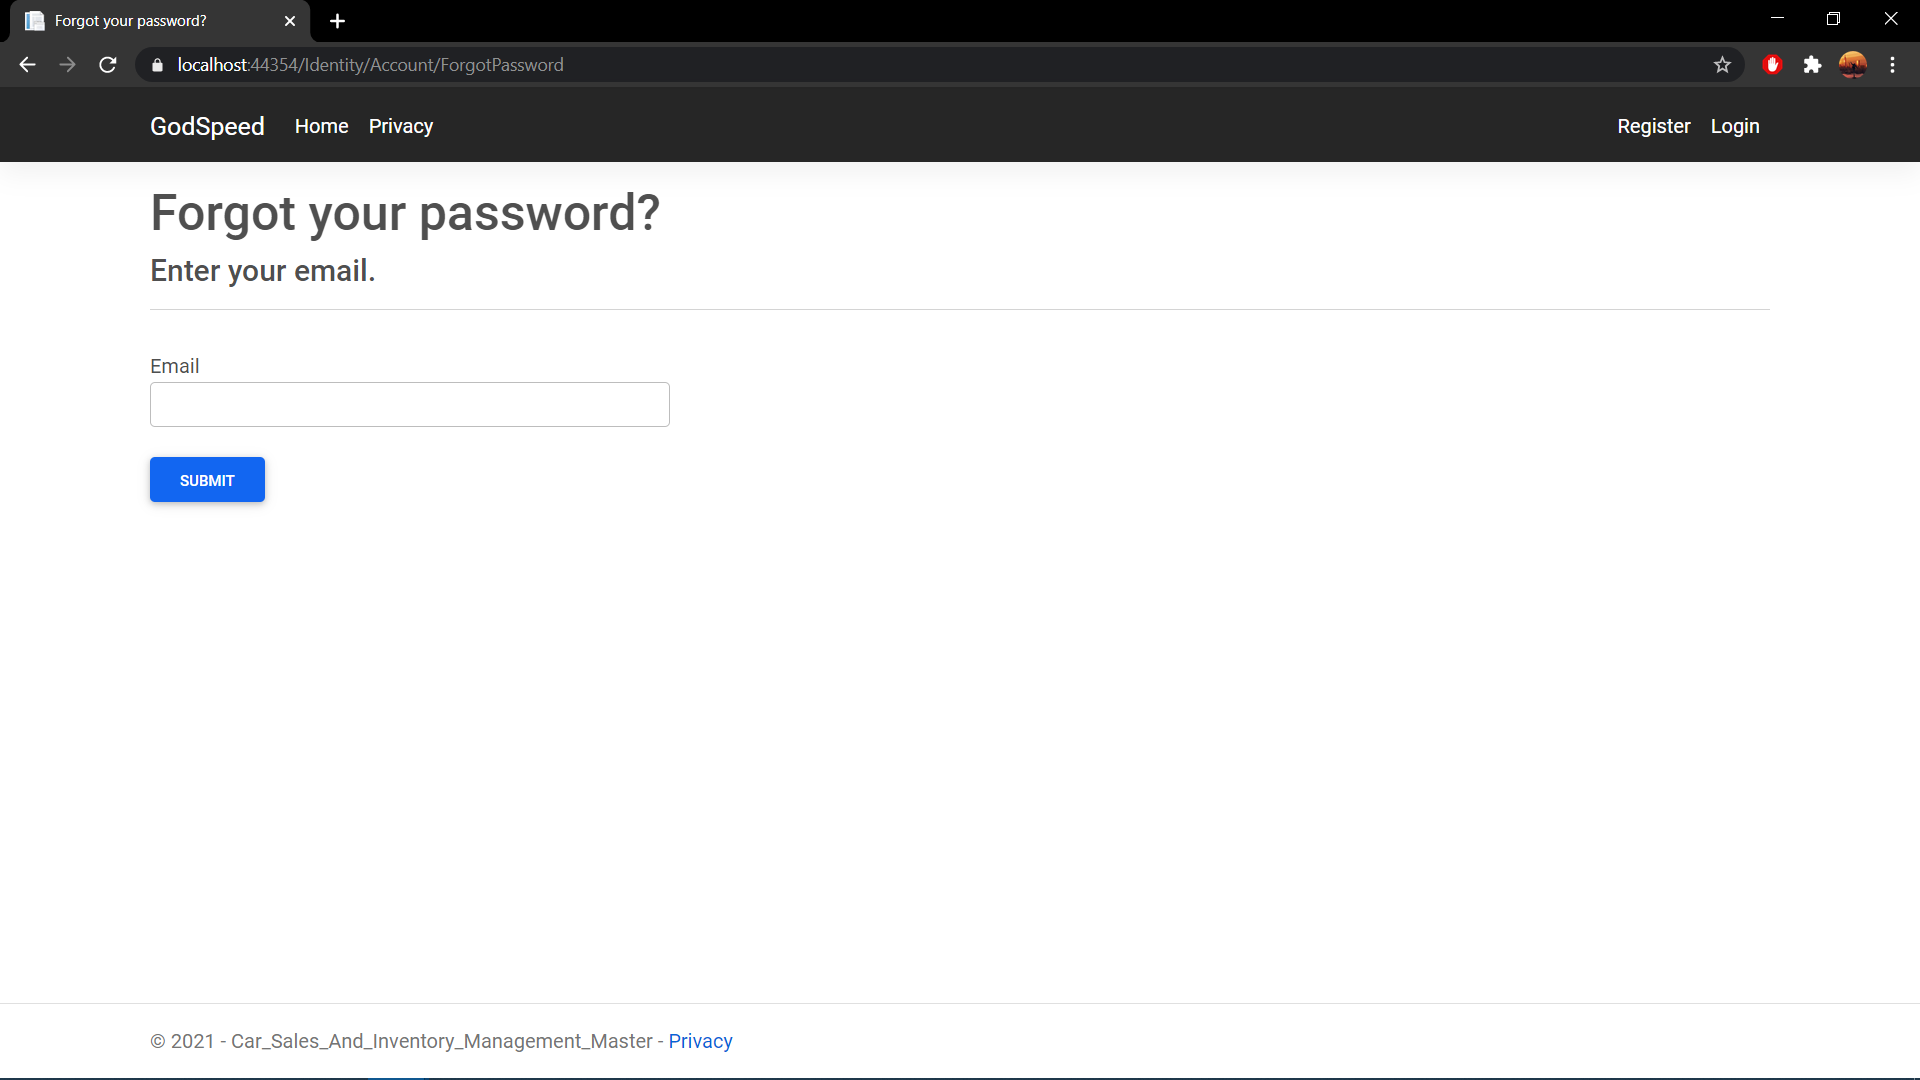 Forgot your password?
localhost:44354/Identity/Account/ForgotPassword
GodSpeed Home Privacy Register Login
Forgot your password?
Enter your email.
Email
SUBMIT
© 2021 - Car_Sales_And_Inventory_Management_Master - Privacy